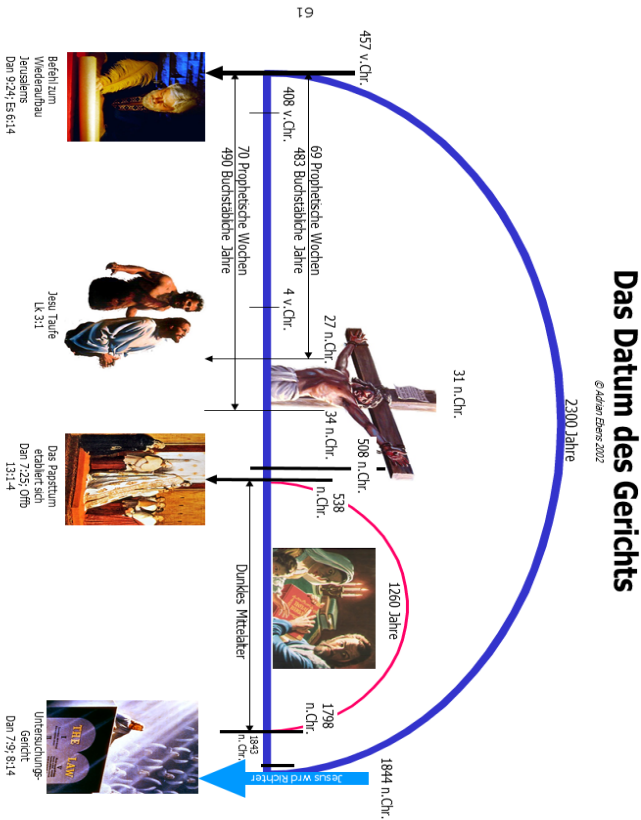 Das Datum des Gerichts
© Adrian Ebens 2002
2300 Jahre
457 v.Chr.
31 n.Chr.
1844 n.Chr.
408 v.Chr.
69 Prophetische Wochen
483 Buchstäbliche Jahre
70 Prophetische Wochen
490 Buchstäbliche Jahre
4 v.Chr.
27 n.Chr.
34 n.Chr.
508 n.Chr.
538
n.Chr.
1260 Jahre
1798
n.Chr.
1843
n.Chr.
Dunkles Mittelalter
Jesus wrd Richter
Befehl zum
Wiederaufbau
Jerusalems
Dan 9:24; Es 6:14
Jesu Taufe
Lk 3:1
Das Papsttum
etabliert sich
Dan 7:25; Offb
13:1-4
THE LAW
Untersuchungs-
Gericht
Dan 7:9; 8:14
61